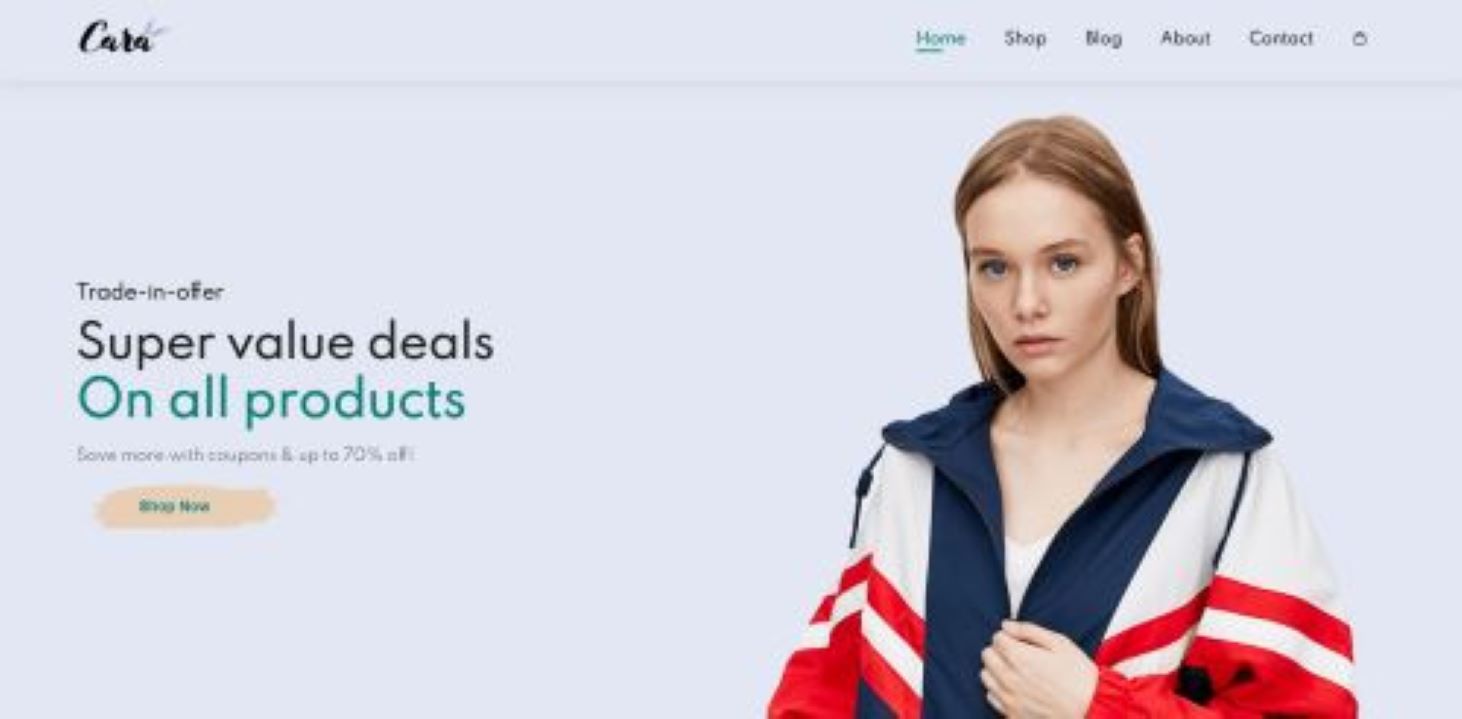 Cara
Home Shop Blog About Contact
Trade-in-offer
Super value deals
On all products
Save more with coupons & up to 70% off!
Shop Now